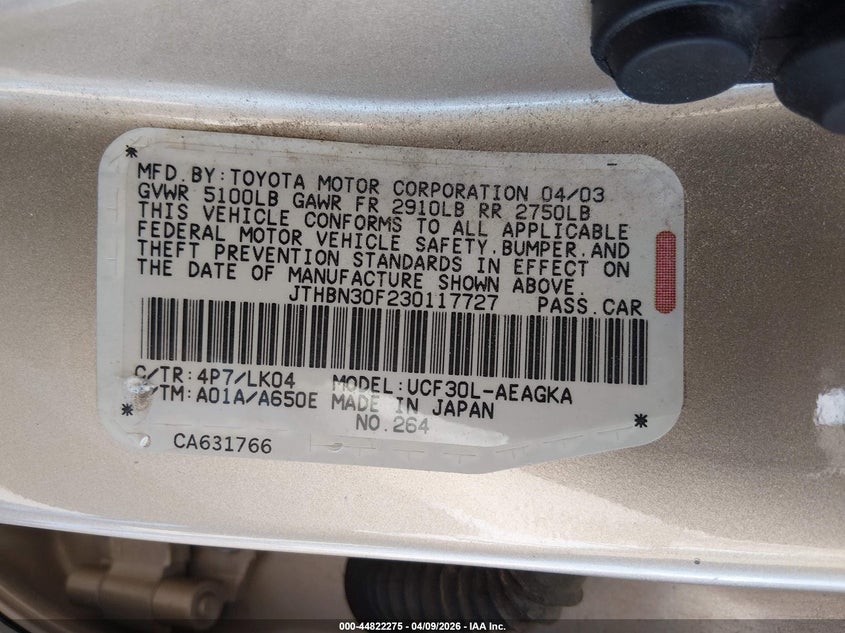 MFD.BY:TOYOTA MOTOR CORPORATION 04/03
GVWR 5100LB GAWR FR 2910LB RR 2750LB
THIS VEHICLE CONFORMS TO ALL APPLICABLE
FEDERAL MOTOR VEHICLE SAFETY,BUMPER,AND
THEFT PREVENTION STANDARDS IN EFFECT ON
THE DATE OF MANUFACTURE SHOWN ABOVE.
JTHBN30F230117727 PASS.CAR
C/TR:4P7/LK04 MODEL:UCF30L-AEAGKA
/TM:A01A/A650E MADE IN JAPAN
NO.264
CA631766
000-44822275 - 04/09/2026 - IAA Inc.